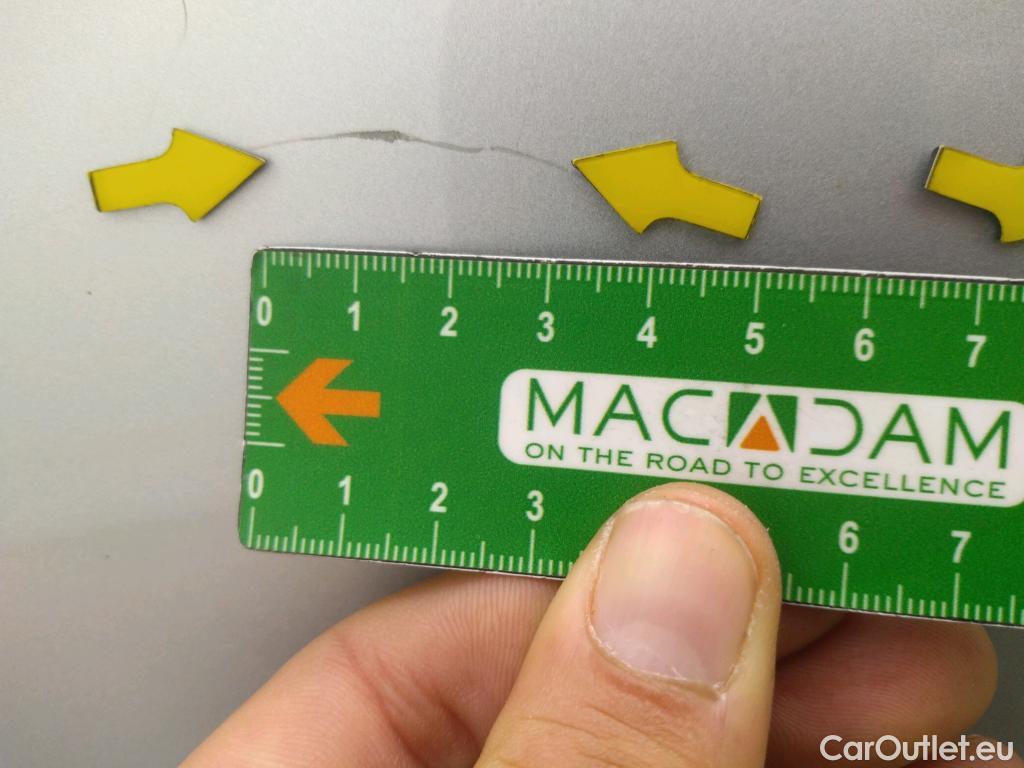 0 1 2 3 4 5 6 7
MACADAM
ON THE ROAD TO EXCELLENCE
0 1 2 3 6 7
CarOutlet.eu